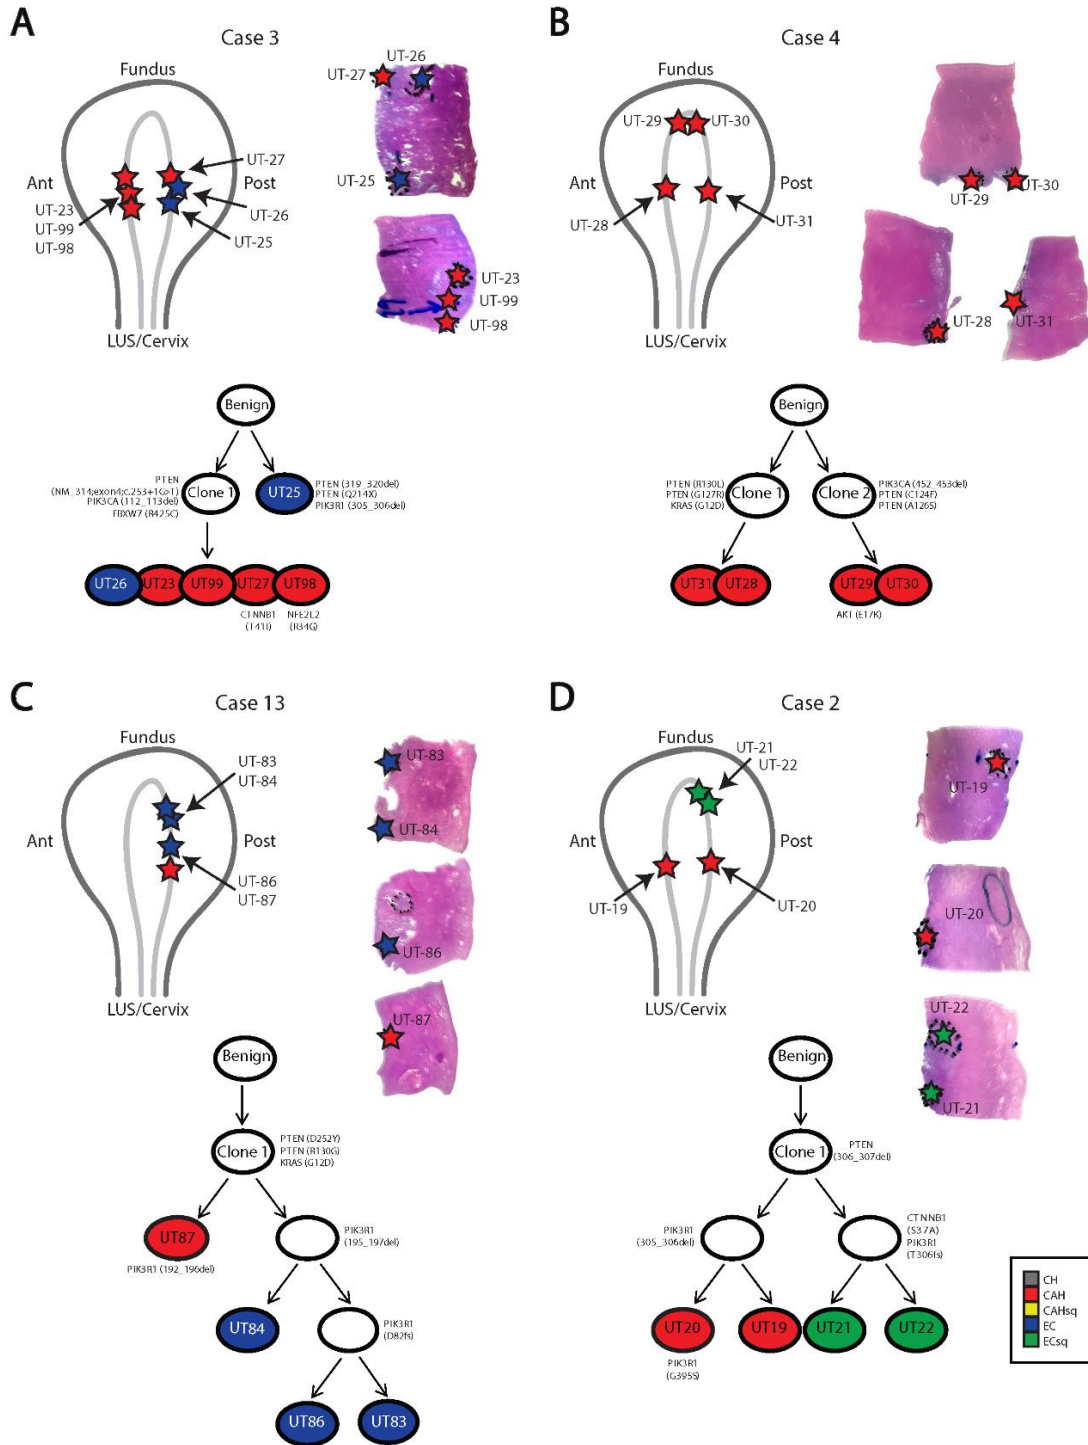 A
Case 3
Fundus
Ant
Post
UT-27
UT-26
UT-25
UT-23
UT-99
UT-98
LUS/Cervix
UT-26
UT-27
UT-25
UT-23
UT-99
UT-98
Benign
PTEN
(NM_314;exon4;c.253+1G>T)
PIK3CA (112_113del)
FBXW7 (R425C)
Clone 1
UT25
PTEN (319_320del)
PTEN (Q214X)
PIK3R1 (305_306del)
UT26
UT23
UT99
UT27
UT98
CTNNB1
(T41I)
NFE2L2
(R34G)
B
Case 4
Fundus
UT-29
UT-30
Ant
Post
UT-28
UT-31
LUS/Cervix
UT-30
UT-29
UT-28
UT-31
Benign
PTEN (R130L)
PTEN (G127R)
KRAS (G12D)
Clone 1
Clone 2
PIK3CA (452_453del)
PTEN (C124F)
PTEN (A126S)
UT31
UT28
UT29
UT30
AKT (E17K)
C
Case 13
Fundus
UT-83
UT-84
Ant
Post
UT-86
UT-87
LUS/Cervix
UT-83
UT-84
UT-86
UT-87
Benign
Clone 1
PTEN (D252Y)
PTEN (R130G)
KRAS (G12D)
UT87
PIK3R1 (192_196del)
PIK3R1
(195_197del)
UT84
PIK3R1
(D82fs)
UT86
UT83
D
Case 2
Fundus
UT-21
UT-22
Ant
Post
UT-19
UT-20
LUS/Cervix
UT-19
UT-20
UT-22
UT-21
Benign
Clone 1
PTEN
(306_307del)
PIK3R1
(305_306del)
CTNNB1
(S37A)
PIK3R1
(T306fs)
UT20
UT19
UT21
UT22
PIK3R1
(G395S)
CH
CAH
CAHsq
EC
ECsq